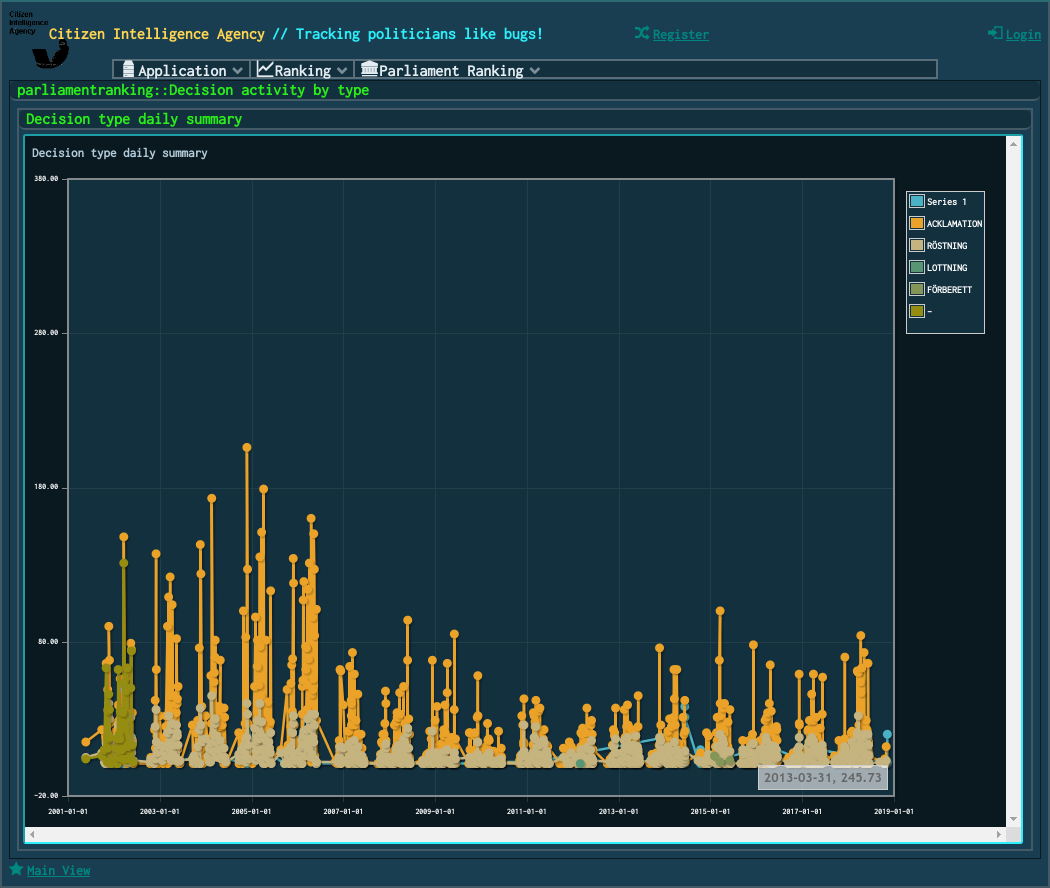 Citizen
Intelligence
Agency
Citizen Intelligence Agency // Tracking politicians like bugs!
Register
Login
Application
Ranking
Parliament Ranking
parliamentranking::Decision activity by type
Decision type daily summary
Decision type daily summary
380.00
280.00
180.00
80.00
-20.00
2001-01-01
2003-01-01
2005-01-01
2007-01-01
2009-01-01
2011-01-01
2013-01-01
2015-01-01
2017-01-01
2019-01-01
Series 1
ACKLAMATION
RÖSTNING
LOTTNING
FÖRBERETT
-
2013-03-31, 245.73
Main View